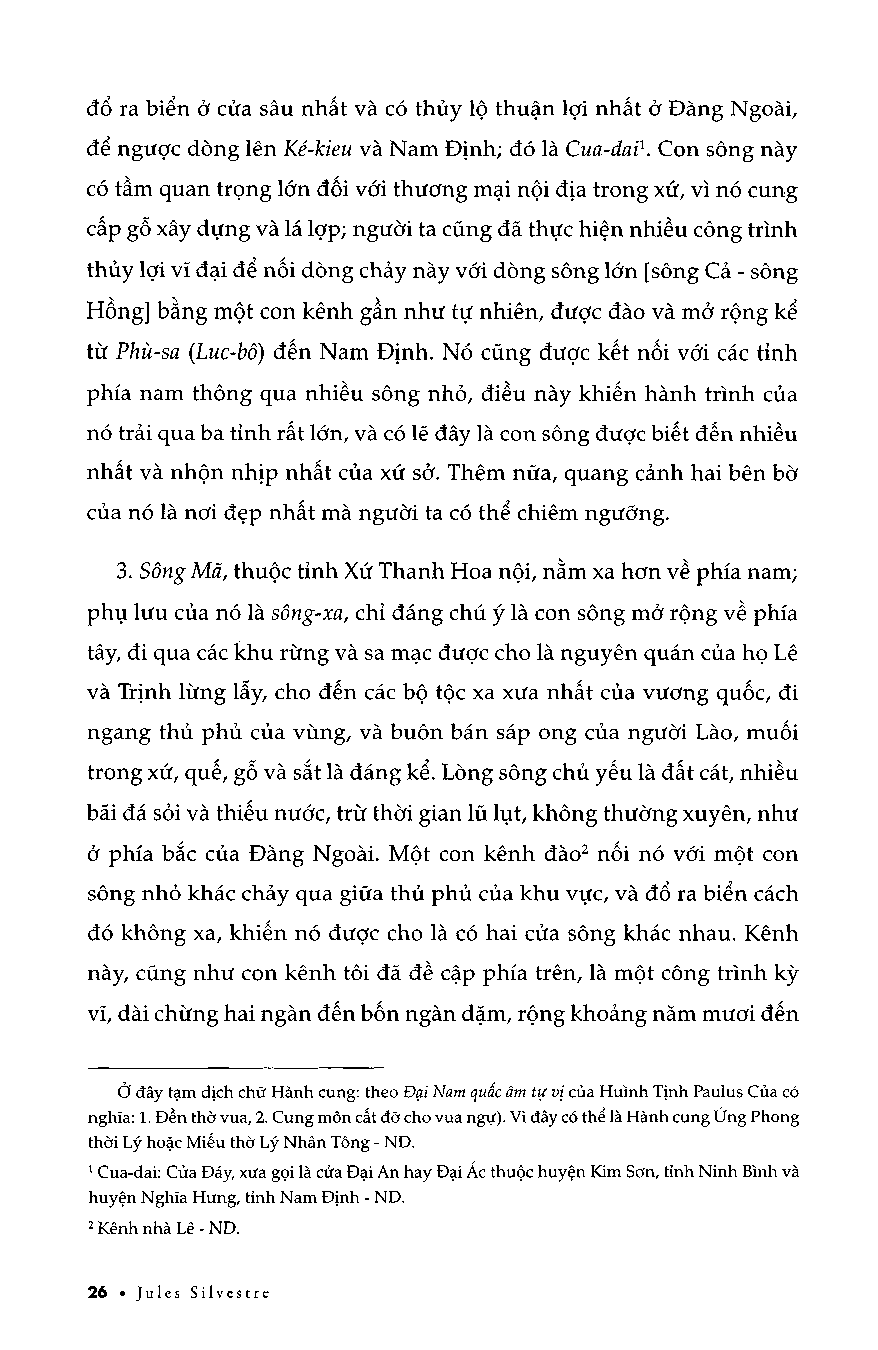 đổ ra biển ở cửa sâu nhất và có thủy lộ thuận lợi nhất ở Đàng Ngoài,
để ngược dòng lên Ké-kieu và Nam Định; đó là Cua-dai¹. Con sông này
có tầm quan trọng lớn đối với thương mại nội địa trong xứ, vì nó cung
cấp gỗ xây dựng và lá lợp; người ta cũng đã thực hiện nhiều công trình
thủy lợi vĩ đại để nối dòng chảy này với dòng sông lớn [sông Cả - sông
Hồng] bằng một con kênh gần như tự nhiên, được đào và mở rộng kể
từ Phù-sa (Luc-bô) đến Nam Định. Nó cũng được kết nối với các tỉnh
phía nam thông qua nhiều sông nhỏ, điều này khiến hành trình của
nó trải qua ba tỉnh rất lớn, và có lẽ đây là con sông được biết đến nhiều
nhất và nhộn nhịp nhất của xứ sở. Thêm nữa, quang cảnh hai bên bờ
của nó là nơi đẹp nhất mà người ta có thể chiêm ngưỡng.
3. Sông Mã, thuộc tỉnh Xứ Thanh Hoa nội, nằm xa hơn về phía nam;
phụ lưu của nó là sông-xa, chỉ đáng chú ý là con sông mở rộng về phía
tây, đi qua các khu rừng và sa mạc được cho là nguyên quán của họ Lê
và Trịnh lừng lẫy, cho đến các bộ tộc xa xưa nhất của vương quốc, đi
ngang thủ phủ của vùng, và buôn bán sáp ong của người Lào, muối
trong xứ, quế, gỗ và sắt là đáng kể. Lòng sông chủ yếu là đất cát, nhiều
bãi đá sỏi và thiếu nước, trừ thời gian lũ lụt, không thường xuyên, như
ở phía bắc của Đàng Ngoài. Một con kênh đào² nối nó với một con
sông nhỏ khác chảy qua giữa thủ phủ của khu vực, và đổ ra biển cách
đó không xa, khiến nó được cho là có hai cửa sông khác nhau. Kênh
này, cũng như con kênh tôi đã đề cập phía trên, là một công trình kỳ
vĩ, dài chừng hai ngàn đến bốn ngàn dặm, rộng khoảng năm mươi đến
Ở đây tạm dịch chữ Hành cung: theo Đại Nam quấc âm tự vị của Huình Tịnh Paulus Của có
nghĩa: 1. Đền thờ vua, 2. Cung môn cất đỡ cho vua ngự). Vì đây có thể là Hành cung Ứng Phong
thời Lý hoặc Miếu thờ Lý Nhân Tông - ND.
¹ Cua-dai: Cửa Đáy, xưa gọi là cửa Đại An hay Đại Ác thuộc huyện Kim Sơn, tỉnh Ninh Bình và
huyện Nghĩa Hưng, tỉnh Nam Định - ND.
² Kênh nhà Lê - ND.
26 • Jules Silvestre